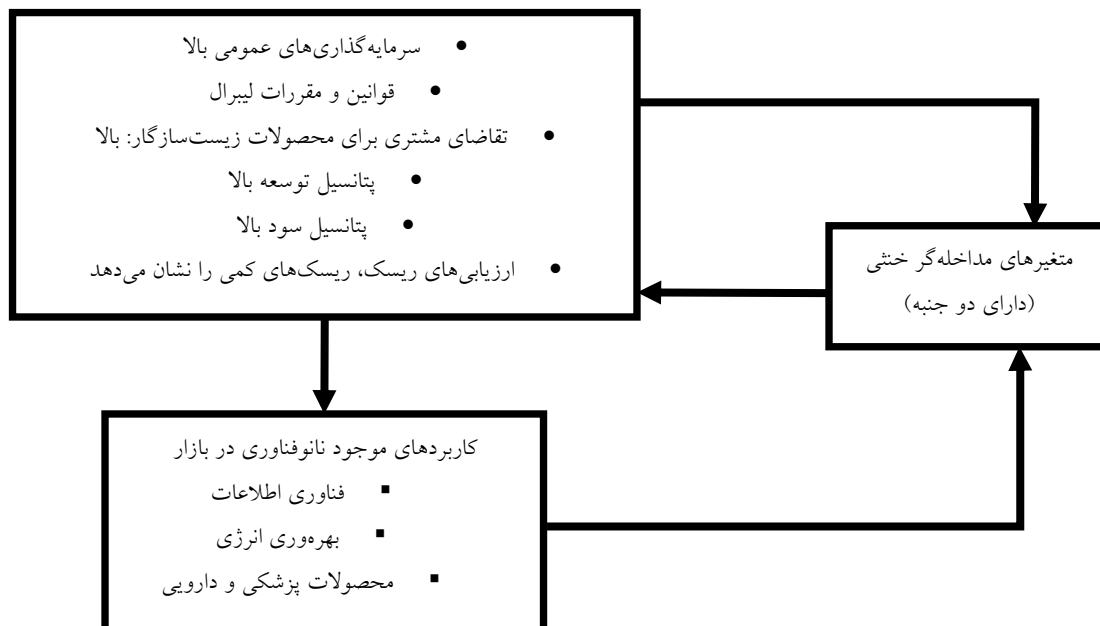 • سرمایه‌گذاری‌های عمومی بالا
• قوانین و مقررات لیبرال
• تقاضای مشتری برای محصولات زیست‌سازگار: بالا
• پتانسیل توسعه بالا
• پتانسیل سود بالا
• ارزیابی‌های ریسک، ریسک‌های کمی را نشان می‌دهد
متغیرهای مداخله‌گر خنثی
(دارای دو جنبه)
کاربردهای موجود نانوفناوری در بازار
▪ فناوری اطلاعات
▪ بهره‌وری انرژی
▪ محصولات پزشکی و دارویی